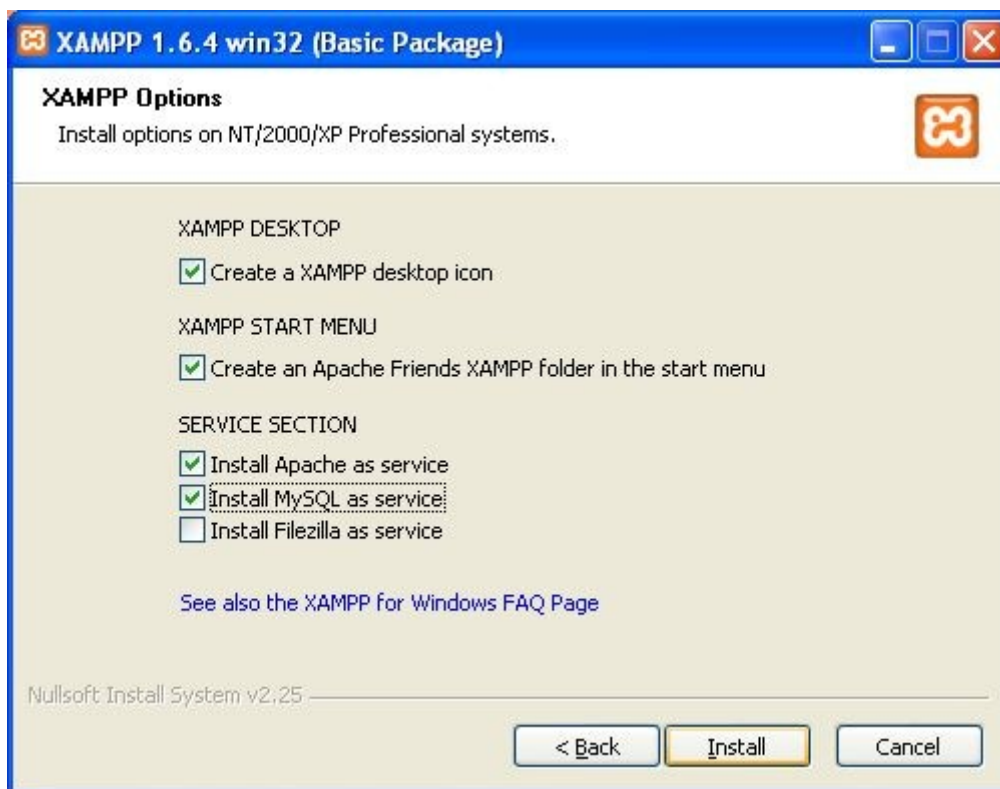 XAMPP 1.6.4 win32 (Basic Package)
XAMPP Options
Install options on NT/2000/XP Professional systems.
XAMPP DESKTOP
Create a XAMPP desktop icon
XAMPP START MENU
Create an Apache Friends XAMPP folder in the start menu
SERVICE SECTION
Install Apache as service
Install MySQL as service
Install Filezilla as service
See also the XAMPP for Windows FAQ Page
Nullsoft Install System v2.25
< Back
Install
Cancel